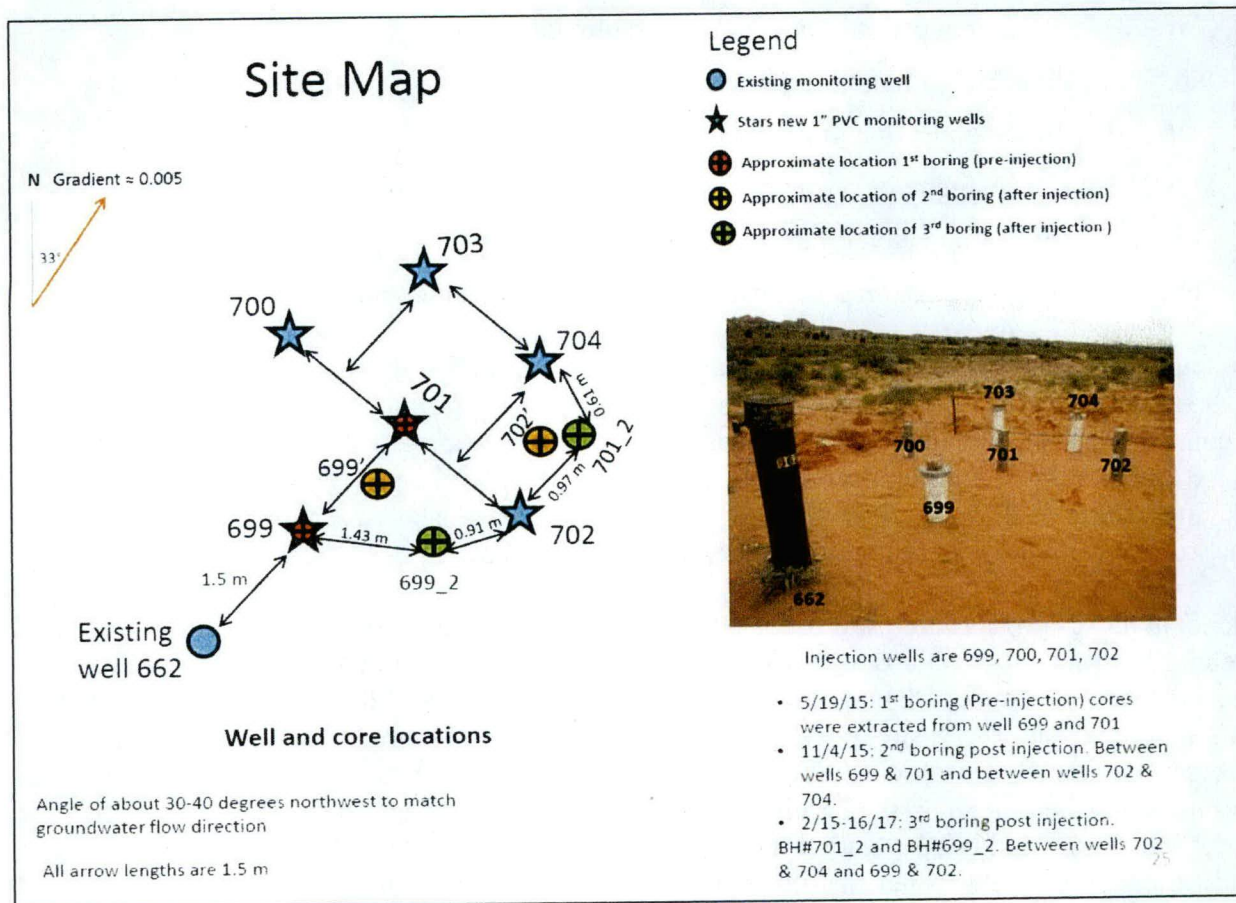 Site Map
N Gradient ≈ 0.005
33°
703
700
704
701
0.61 m
702'
701_2
699'
0.97 m
699
1.43 m
0.91 m
702
699_2
1.5 m
Existing
well 662
Well and core locations
Angle of about 30-40 degrees northwest to match
groundwater flow direction
All arrow lengths are 1.5 m
Legend
Existing monitoring well
Stars new 1" PVC monitoring wells
Approximate location 1st boring (pre-injection)
Approximate location of 2nd boring (after injection)
Approximate location of 3rd boring (after injection )
703
704
700
701
702
699
662
Injection wells are 699, 700, 701, 702
• 5/19/15: 1st boring (Pre-injection) cores
were extracted from well 699 and 701
• 11/4/15: 2nd boring post injection. Between
wells 699 & 701 and between wells 702 &
704.
• 2/15-16/17: 3rd boring post injection.
BH#701_2 and BH#699_2. Between wells 702
& 704 and 699 & 702.
25